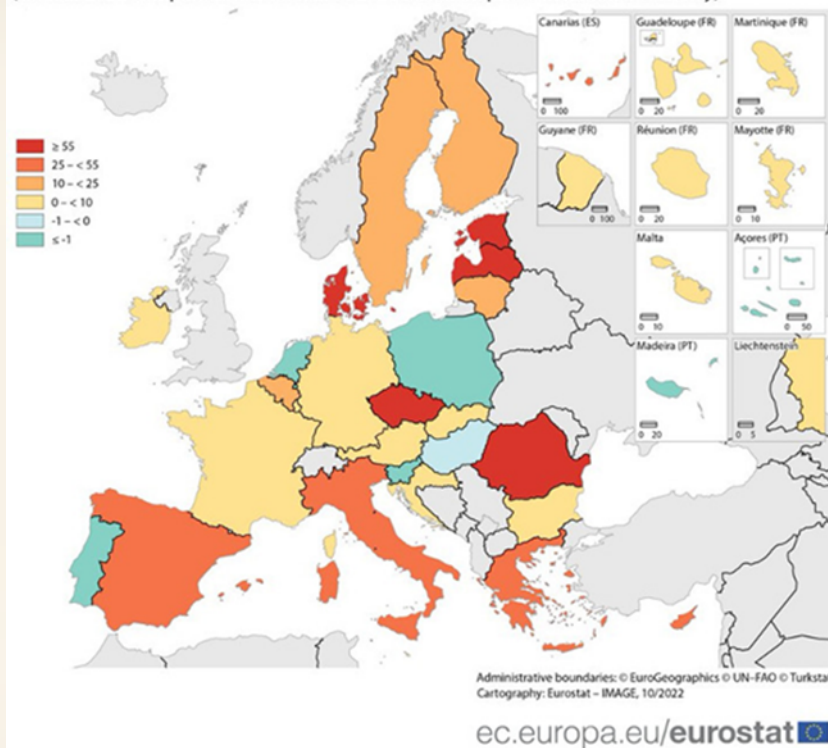 Canarias (ES)
0 100
Guadeloupe (FR)
0 20
Martinique (FR)
0 20
Guyane (FR)
0 100
Réunion (FR)
0 20
Mayotte (FR)
0 10
≥ 55
25 – < 55
10 – < 25
0 – < 10
-1 – < 0
≤ -1
Malta
0 10
Açores (PT)
0 50
Madeira (PT)
0 20
Liechtenstein
0 5
Administrative boundaries: © EuroGeographics © UN–FAO © Turksta
Cartography: Eurostat – IMAGE, 10/2022
ec.europa.eu/eurostat